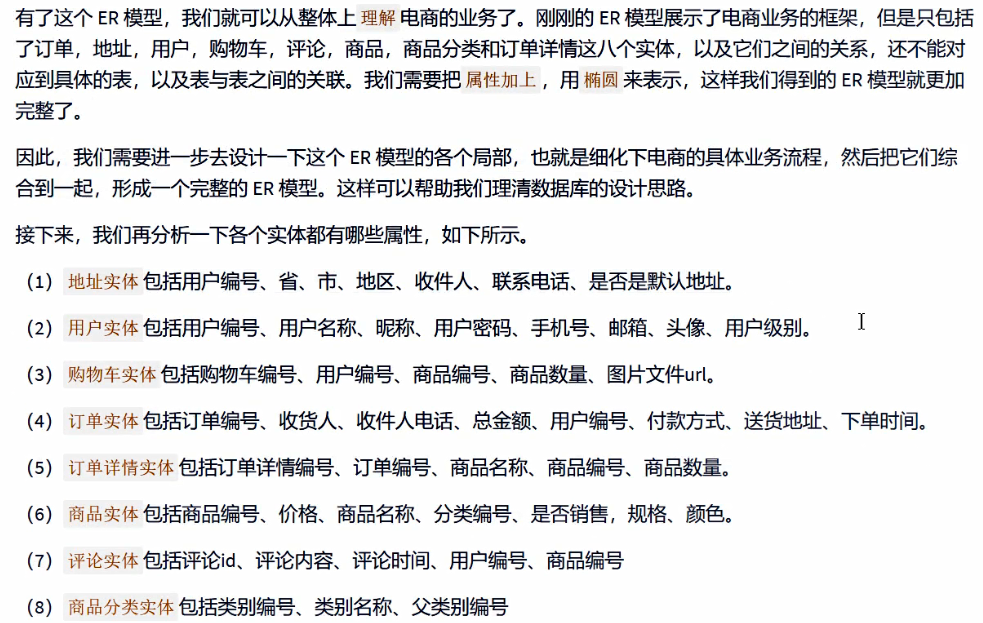 有了这个 ER 模型，我们就可以从整体上 理解 电商的业务了。刚刚的 ER 模型展示了电商业务的框架，但是只包括
了订单，地址，用户，购物车，评论，商品，商品分类和订单详情这八个实体，以及它们之间的关系，还不能对
应到具体的表，以及表与表之间的关联。我们需要把 属性加上 ，用 椭圆 来表示，这样我们得到的 ER 模型就更加
完整了。
因此，我们需要进一步去设计一下这个 ER 模型的各个局部，也就是细化下电商的具体业务流程，然后把它们综
合到一起，形成一个完整的 ER 模型。这样可以帮助我们理清数据库的设计思路。
接下来，我们再分析一下各个实体都有哪些属性，如下所示。
（1） 地址实体 包括用户编号、省、市、地区、收件人、联系电话、是否是默认地址。
（2） 用户实体 包括用户编号、用户名称、昵称、用户密码、手机号、邮箱、头像、用户级别。
（3） 购物车实体 包括购物车编号、用户编号、商品编号、商品数量、图片文件url。
（4） 订单实体 包括订单编号、收货人、收件人电话、总金额、用户编号、付款方式、送货地址、下单时间。
（5） 订单详情实体 包括订单详情编号、订单编号、商品名称、商品编号、商品数量。
（6） 商品实体 包括商品编号、价格、商品名称、分类编号、是否销售，规格、颜色。
（7） 评论实体 包括评论id、评论内容、评论时间、用户编号、商品编号
（8） 商品分类实体 包括类别编号、类别名称、父类别编号